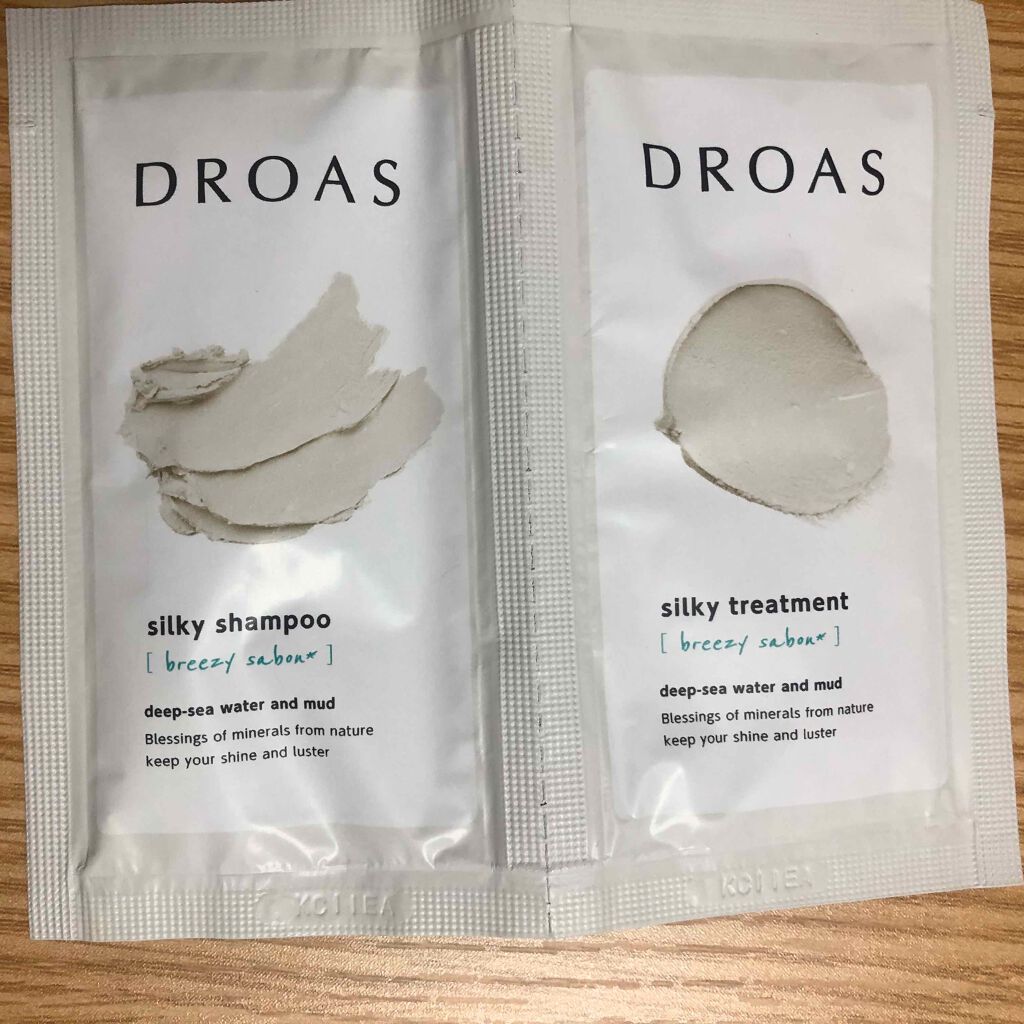 DROAS
silky shampoo
[ breezy sabon* ]
deep-sea water and mud
Blessings of minerals from nature
keep your shine and luster
KC11EA
DROAS
silky treatment
[ breezy sabon* ]
deep-sea water and mud
Blessings of minerals from nature
keep your shine and luster
KC11EA